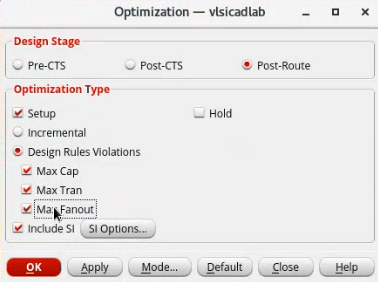 Optimization — vlsicadlab
Design Stage
Pre-CTS Post-CTS Post-Route
Optimization Type
Setup Hold
Incremental
Design Rules Violations
Max Cap
Max Tran
Max Fanout
Include SI SI Options...
OK Apply Mode... Default Close Help